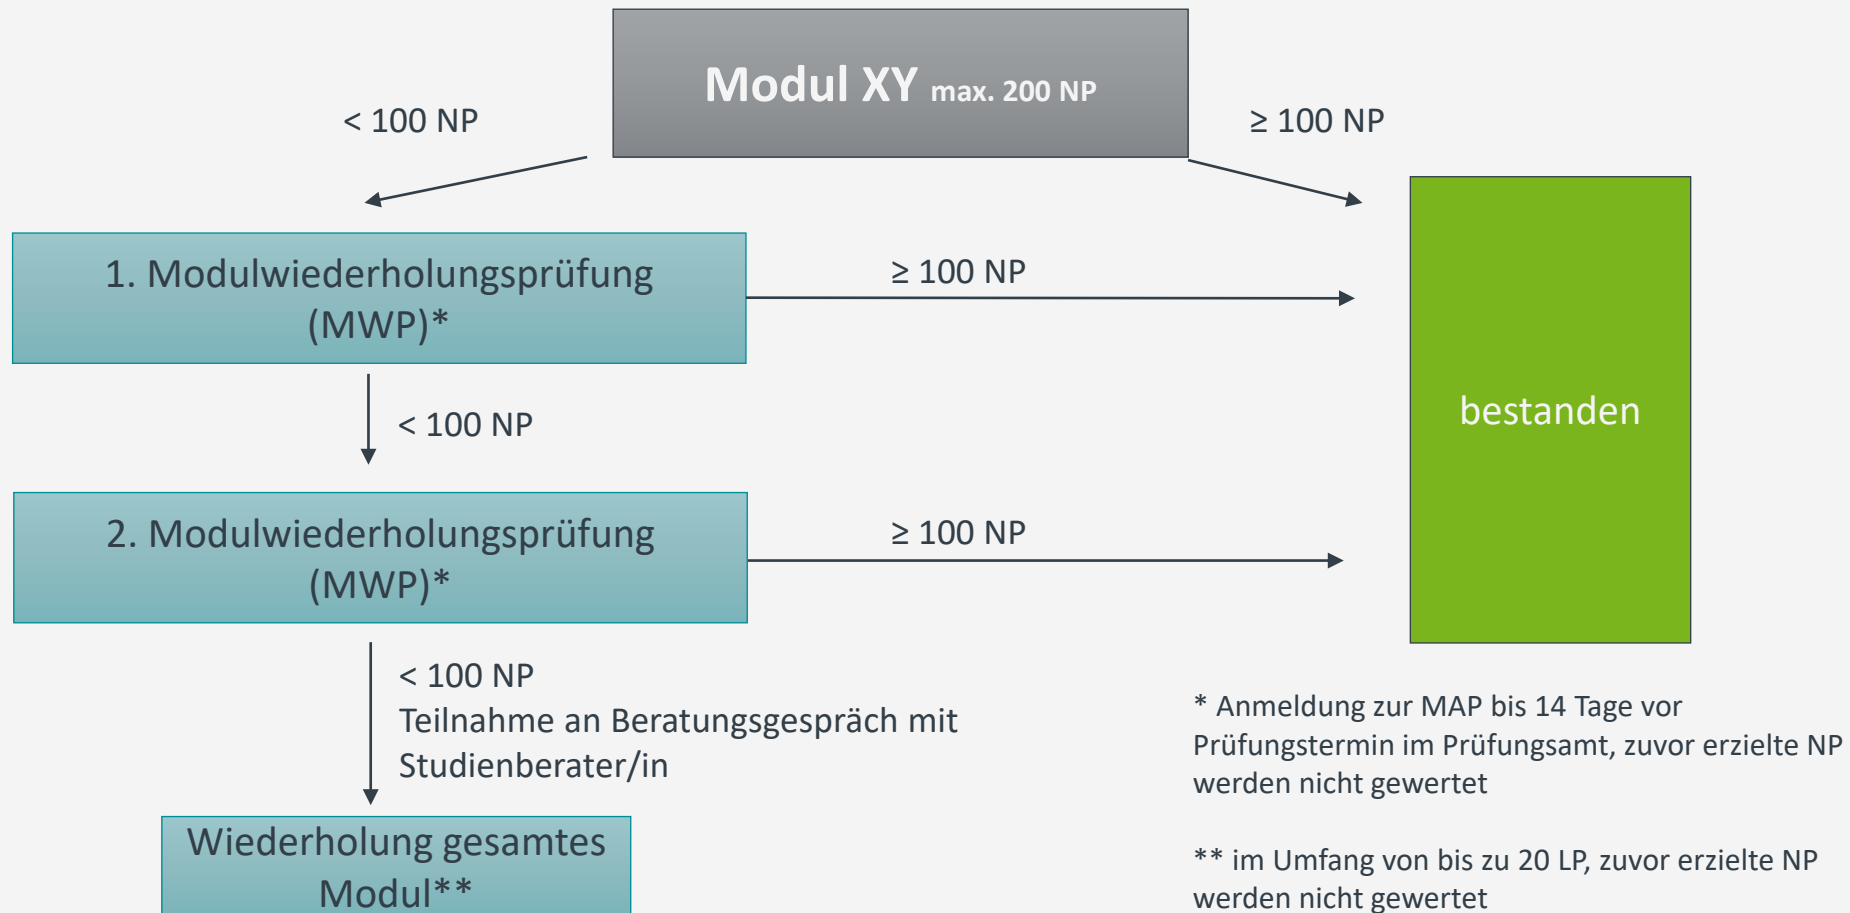 Modul XY max. 200 NP
< 100 NP
≥ 100 NP
1. Modulwiederholungsprüfung
(MWP)*
≥ 100 NP
bestanden
< 100 NP
2. Modulwiederholungsprüfung
(MWP)*
≥ 100 NP
< 100 NP
Teilnahme an Beratungsgespräch mit
Studienberater/in
Wiederholung gesamtes
Modul**
* Anmeldung zur MAP bis 14 Tage vor
Prüfungstermin im Prüfungsamt, zuvor erzielte NP
werden nicht gewertet
** im Umfang von bis zu 20 LP, zuvor erzielte NP
werden nicht gewertet